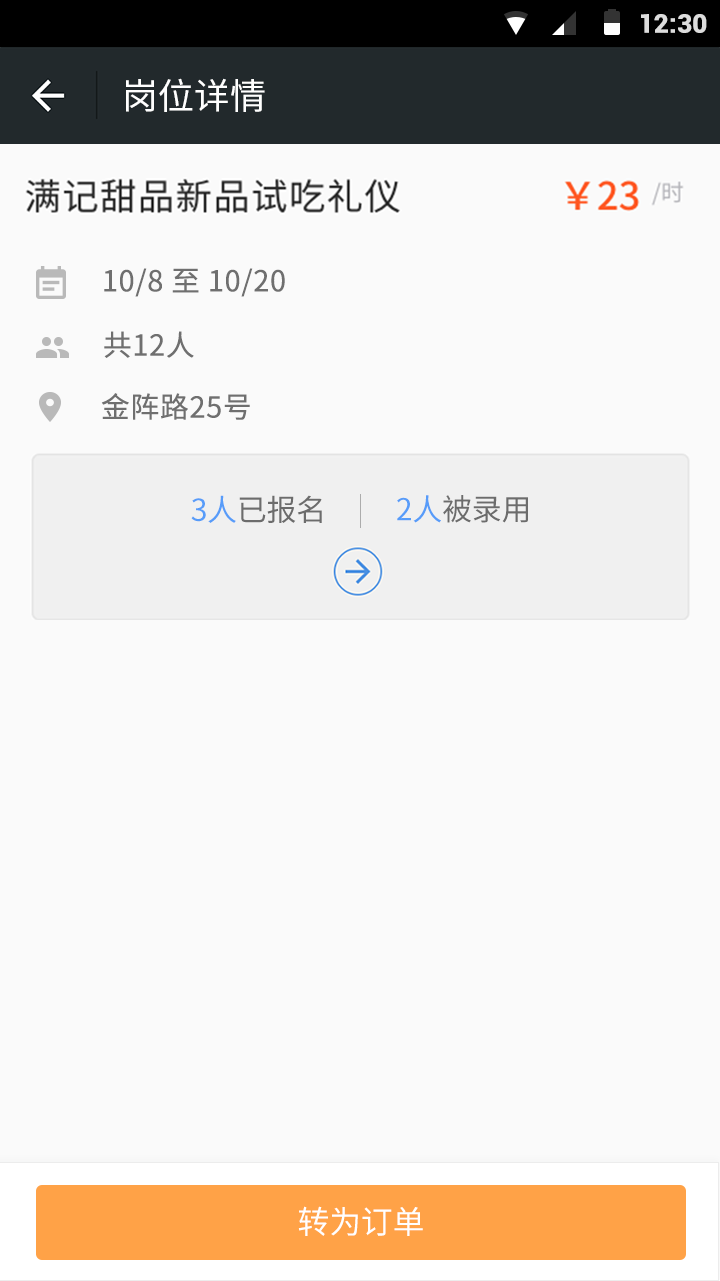 12:30
岗位详情
满记甜品新品试吃礼仪 ￥23 /时
10/8 至 10/20
共12人
金阵路25号
3人已报名 2人被录用
转为订单